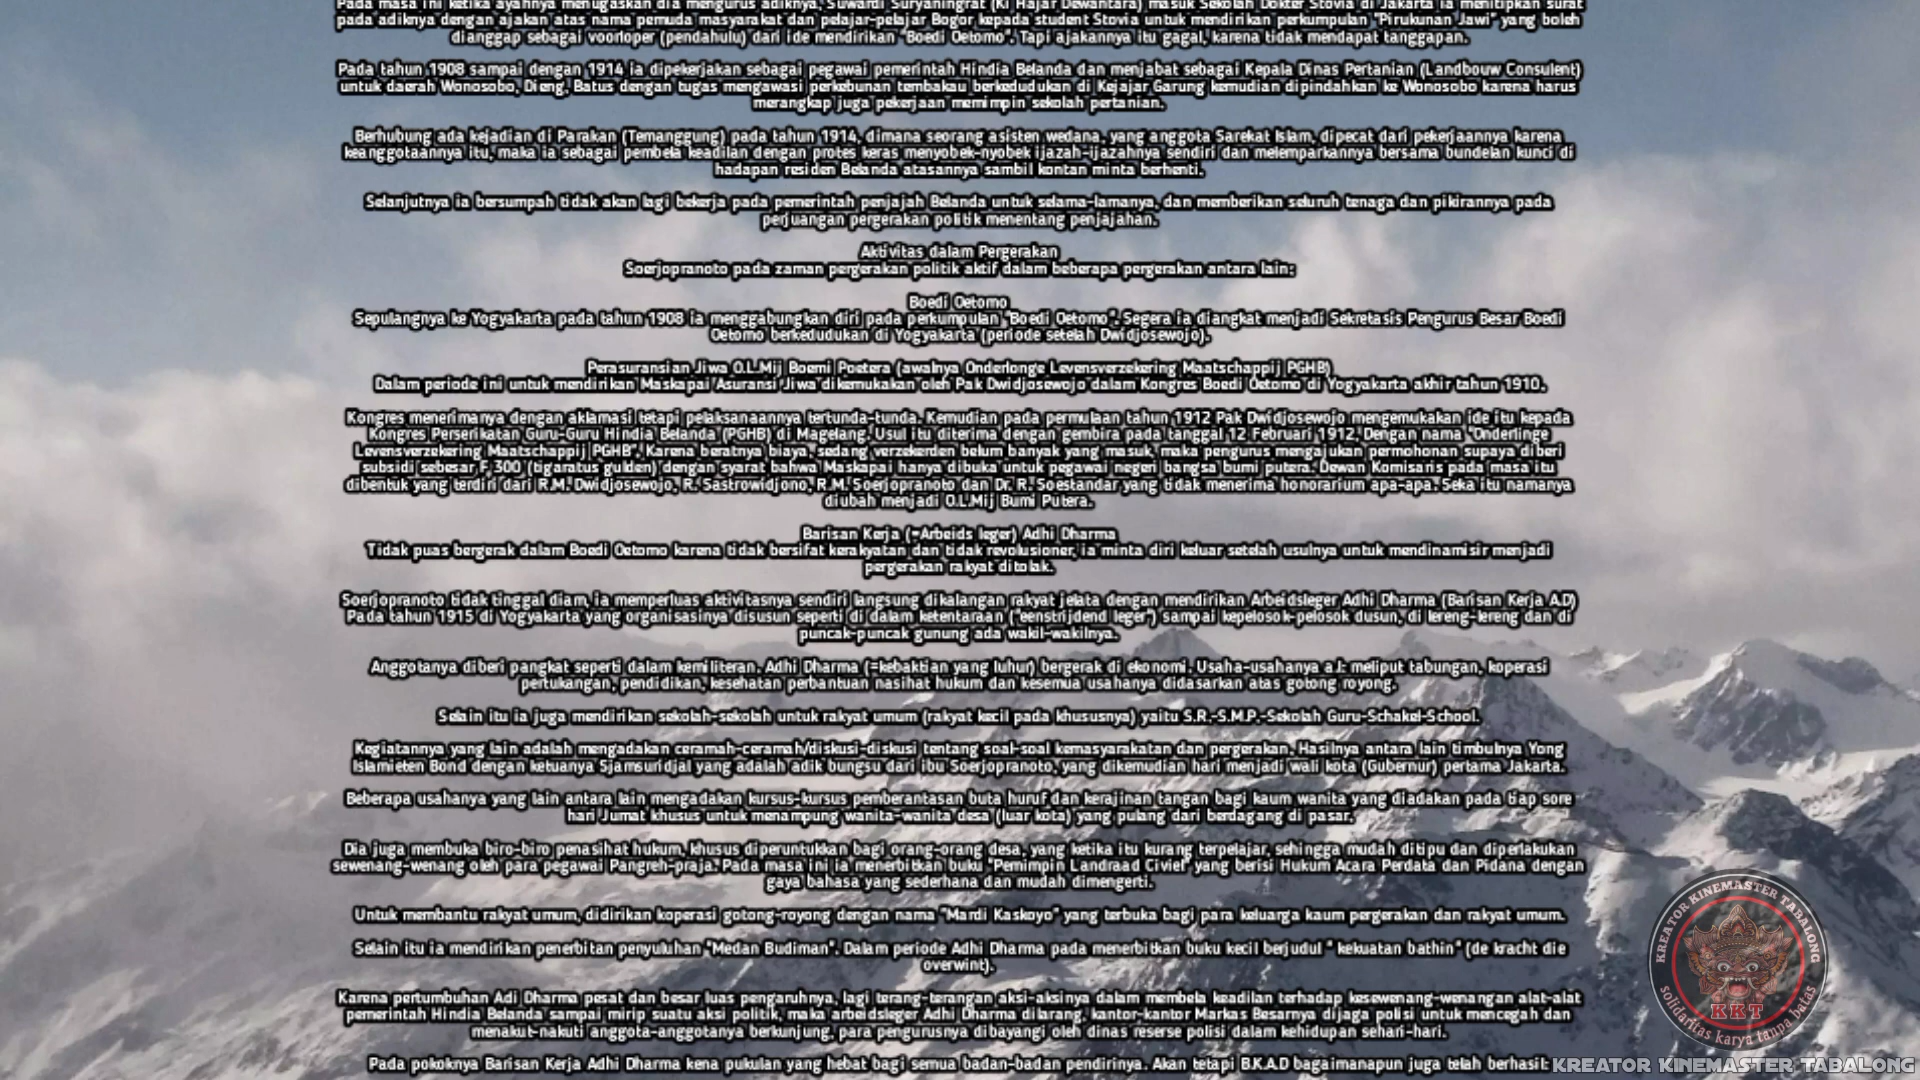 Pada masa ini ketika ayahnya menugaskan dia mengurus adiknya, Suwardi Suryaningrat (Ki Hajar Dewantara) masuk Sekolah Dokter Stovia di Jakarta ia menitipkan surat
pada adiknya dengan ajakan atas nama pemuda masyarakat dan pelajar-pelajar Bogor kepada student Stovia untuk mendirikan perkumpulan "Pirukunan Jawi" yang boleh
dianggap sebagai voorloper (pendahulu) dari ide mendirikan "Boedi Oetomo". Tapi ajakannya itu gagal, karena tidak mendapat tanggapan.
Pada tahun 1908 sampai dengan 1914 ia dipekerjakan sebagai pegawai pemerintah Hindia Belanda dan menjabat sebagai Kepala Dinas Pertanian (Landbouw Consulent)
untuk daerah Wonosobo, Dieng, Batus dengan tugas mengawasi perkebunan tembakau berkedudukan di Kejajar Garung kemudian dipindahkan ke Wonosobo karena harus
merangkap juga pekerjaan memimpin sekolah pertanian.
Berhubung ada kejadian di Parakan (Temanggung) pada tahun 1914, dimana seorang asisten wedana, yang anggota Sarekat Islam, dipecat dari pekerjaannya karena
keanggotaannya itu, maka ia sebagai pembela keadilan dengan protes keras menyobek-nyobek ijazah-ijazahnya sendiri dan melemparkannya bersama bundelan kunci di
hadapan residen Belanda atasannya sambil kontan minta berhenti.
Selanjutnya ia bersumpah tidak akan lagi bekerja pada pemerintah penjajah Belanda untuk selama-lamanya, dan memberikan seluruh tenaga dan pikirannya pada
perjuangan pergerakan politik menentang penjajahan.
Aktivitas dalam Pergerakan
Soerjopranoto pada zaman pergerakan politik aktif dalam beberapa pergerakan antara lain:
Boedi Oetomo
Sepulangnya ke Yogyakarta pada tahun 1908 ia menggabungkan diri pada perkumpulan "Boedi Oetomo". Segera ia diangkat menjadi Sekretasis Pengurus Besar Boedi
Oetomo berkedudukan di Yogyakarta (periode setelah Dwidjosewojo).
Perasuransian Jiwa O.L.Mij Boemi Poetera (awalnya Onderlonge Levensverzekering Maatschappij PGHB)
Dalam periode ini untuk mendirikan Maskapai Asuransi Jiwa dikemukakan oleh Pak Dwidjosewojo dalam Kongres Boedi Oetomo di Yogyakarta akhir tahun 1910.
Kongres menerimanya dengan aklamasi tetapi pelaksanaannya tertunda-tunda. Kemudian pada permulaan tahun 1912 Pak Dwidjosewojo mengemukakan ide itu kepada
Kongres Perserikatan Guru-Guru Hindia Belanda (PGHB) di Magelang. Usul itu diterima dengan gembira pada tanggal 12 Februari 1912, Dengan nama "Onderlinge
Levensverzekering Maatschappij PGHB". Karena beratnya biaya, sedang verzekerden belum banyak yang masuk, maka pengurus mengajukan permohonan supaya diberi
subsidi sebesar F 300 (tigaratus gulden) dengan syarat bahwa Maskapai hanya dibuka untuk pegawai negeri bangsa bumi putera. Dewan Komisaris pada masa itu
dibentuk yang terdiri dari R.M. Dwidjosewojo, R. Sastrowidjono, R.M. Soerjopranoto dan Dr. R. Soestandar yang tidak menerima honorarium apa-apa. Seka itu namanya
diubah menjadi O.L.Mij Bumi Putera.
Barisan Kerja (=Arbeids leger) Adhi Dharma
Tidak puas bergerak dalam Boedi Oetomo karena tidak bersifat kerakyatan dan tidak revolusioner, ia minta diri keluar setelah usulnya untuk mendinamisir menjadi
pergerakan rakyat ditolak.
Soerjopranoto tidak tinggal diam, ia memperluas aktivitasnya sendiri langsung dikalangan rakyat jelata dengan mendirikan Arbeidsleger Adhi Dharma (Barisan Kerja A.D)
Pada tahun 1915 di Yogyakarta yang organisasinya disusun seperti di dalam ketentaraan ("eenstrijdend leger") sampai kepelosok-pelosok dusun, di lereng-lereng dan di
puncak-puncak gunung ada wakil-wakilnya.
Anggotanya diberi pangkat seperti dalam kemiliteran. Adhi Dharma (=kebaktian yang luhur) bergerak di ekonomi. Usaha-usahanya a.l: meliput tabungan, koperasi
pertukangan, pendidikan, kesehatan perbantuan nasihat hukum dan kesemua usahanya didasarkan atas gotong royong.
Selain itu ia juga mendirikan sekolah-sekolah untuk rakyat umum (rakyat kecil pada khususnya) yaitu S.R.-S.M.P.-Sekolah Guru-Schakel-School.
Kegiatannya yang lain adalah mengadakan ceramah-ceramah/diskusi-diskusi tentang soal-soal kemasyarakatan dan pergerakan. Hasilnya antara lain timbulnya Yong
Islamieten Bond dengan ketuanya Sjamsuridjal yang adalah adik bungsu dari ibu Soerjopranoto, yang dikemudian hari menjadi wali kota (Gubernur) pertama Jakarta.
Beberapa usahanya yang lain antara lain mengadakan kursus-kursus pemberantasan buta huruf dan kerajinan tangan bagi kaum wanita yang diadakan pada tiap sore
hari Jumat khusus untuk menampung wanita-wanita desa (luar kota) yang pulang dari berdagang di pasar.
Dia juga membuka biro-biro penasihat hukum, khusus diperuntukkan bagi orang-orang desa, yang ketika itu kurang terpelajar, sehingga mudah ditipu dan diperlakukan
sewenang-wenang oleh para pegawai Pangreh-praja. Pada masa ini ia menerbitkan buku "Pemimpin Landraad Civiel" yang berisi Hukum Acara Perdata dan Pidana dengan
gaya bahasa yang sederhana dan mudah dimengerti.
Untuk membantu rakyat umum, didirikan koperasi gotong-royong dengan nama "Mardi Kaskoyo" yang terbuka bagi para keluarga kaum pergerakan dan rakyat umum.
Selain itu ia mendirikan penerbitan penyuluhan "Medan Budiman". Dalam periode Adhi Dharma pada menerbitkan buku kecil berjudul " kekuatan bathin" (de kracht die
overwint).
Karena pertumbuhan Adi Dharma pesat dan besar luas pengaruhnya, lagi terang-terangan aksi-aksinya dalam membela keadilan terhadap kesewenang-wenangan alat-alat
pemerintah Hindia Belanda sampai mirip suatu aksi politik, maka arbeidsleger Adhi Dharma dilarang, kantor-kantor Markas Besarnya dijaga polisi untuk mencegah dan
menakut-nakuti anggota-anggotanya berkunjung, para pengurusnya dibayangi oleh dinas reserse polisi dalam kehidupan sehari-hari.
Pada pokoknya Barisan Kerja Adhi Dharma kena pukulan yang hebat bagi semua badan-badan pendirinya. Akan tetapi B.K.A.D bagaimanapun juga telah berhasil:
KREATOR KINEMASTER TABALONG
KKT
solidaritas karya tanpa batas
KREATOR KINEMASTER TABALONG